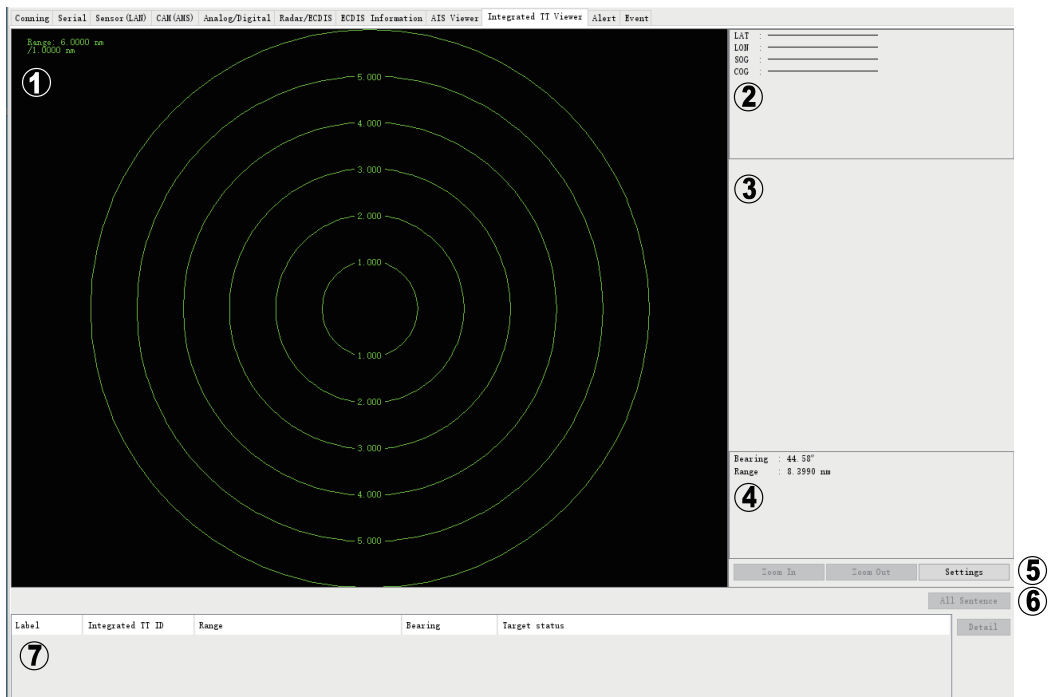 Conning Serial Sensor(LAN) CAN(AMS) Analog/Digital Radar/ECDIS ECDIS Information AIS Viewer Integrated TT Viewer Alert Event
Range: 6.0000 nm
/1.0000 nm
①
5.000
4.000
3.000
2.000
1.000
1.000
2.000
3.000
4.000
5.000
LAT :
LON :
SOG :
COG :
②
③
Bearing : 44.58°
Range : 8.3990 nm
④
Zoom In Zoom Out Settings ⑤
All Sentence ⑥
Label Integrated TT ID Range Bearing Target status Detail
⑦